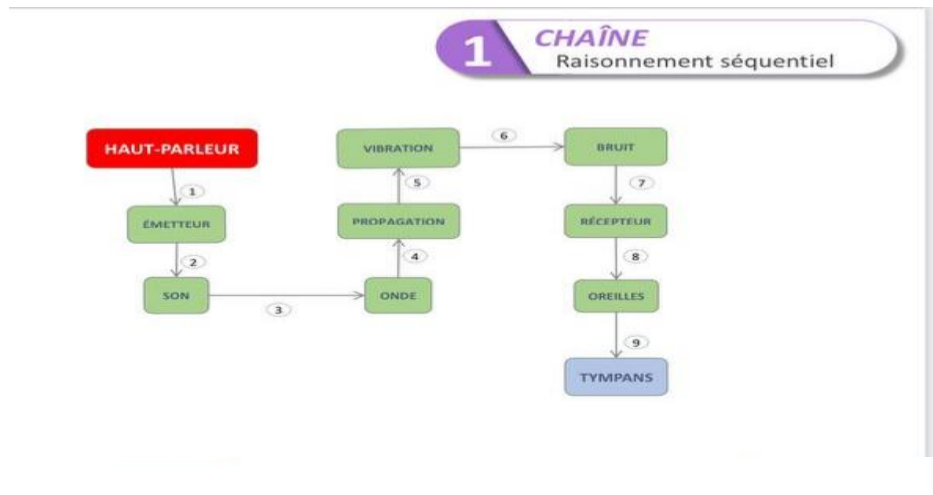 1
CHAÎNE
Raisonnement séquentiel
HAUT-PARLEUR
1
ÉMETTEUR
2
SON
3
ONDE
4
PROPAGATION
5
VIBRATION
6
BRUIT
7
RÉCEPTEUR
8
OREILLES
9
TYMPANS